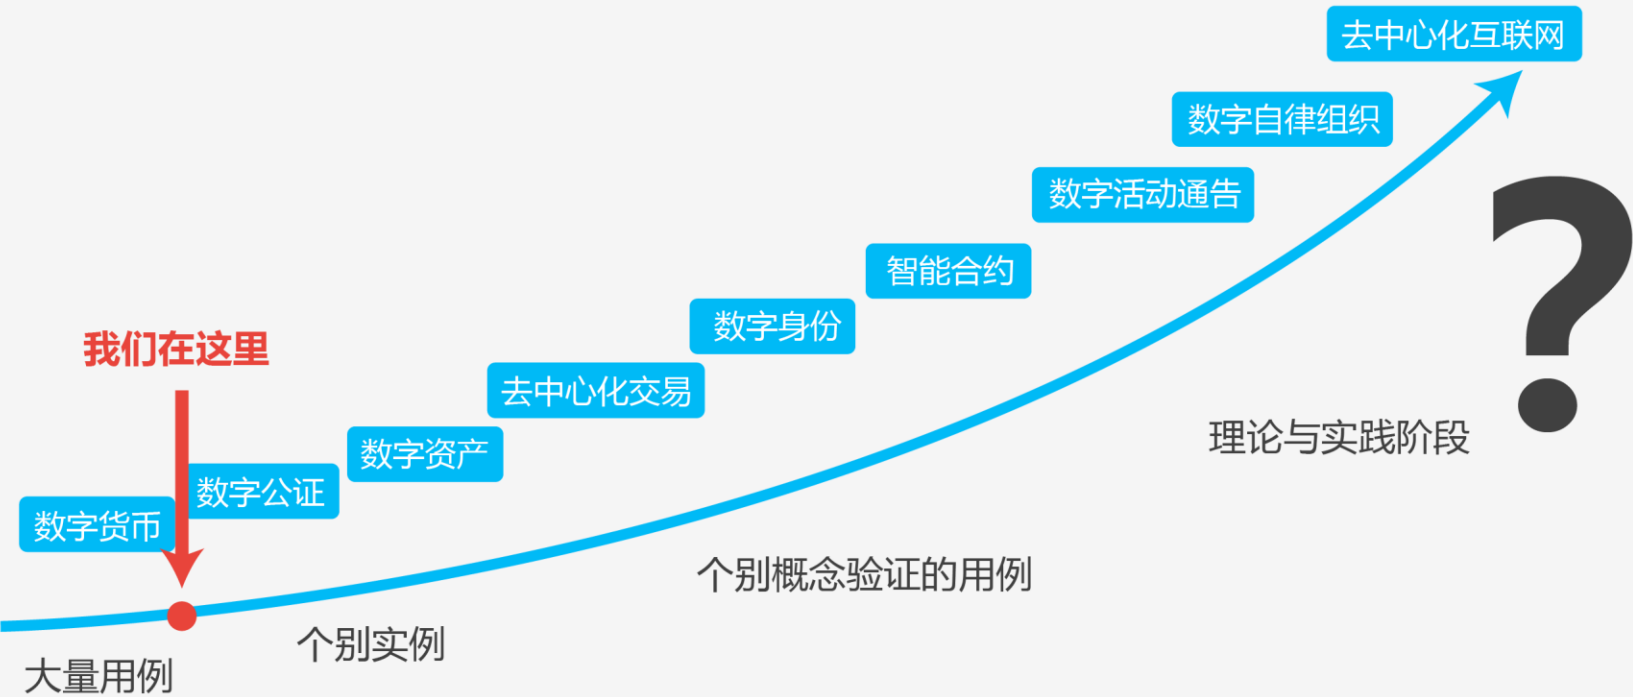 去中心化互联网
数字自律组织
数字活动通告
智能合约
数字身份
我们在这里
去中心化交易
数字资产
数字公证
数字货币
?
理论与实践阶段
个别概念验证的用例
个别实例
大量用例